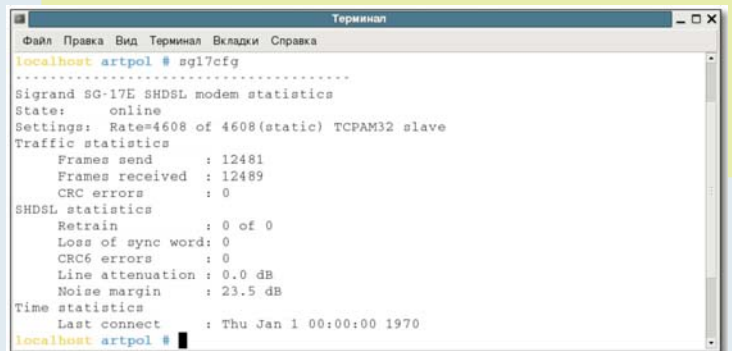 Терминал
Файл Правка Вид Терминал Вкладки Справка
localhost artpol # sg17cfg
---------------------------------------
Sigrand SG-17E SHDSL modem statistics
State: online
Settings: Rate=4608 of 4608(static) TCPAM32 slave
Traffic statistics
Frames send : 12481
Frames received : 12489
CRC errors : 0
SHDSL statistics
Retrain : 0 of 0
Loss of sync word: 0
CRC6 errors : 0
Line attenuation : 0.0 dB
Noise margin : 23.5 dB
Time statistics
Last connect : Thu Jan 1 00:00:00 1970
localhost artpol #